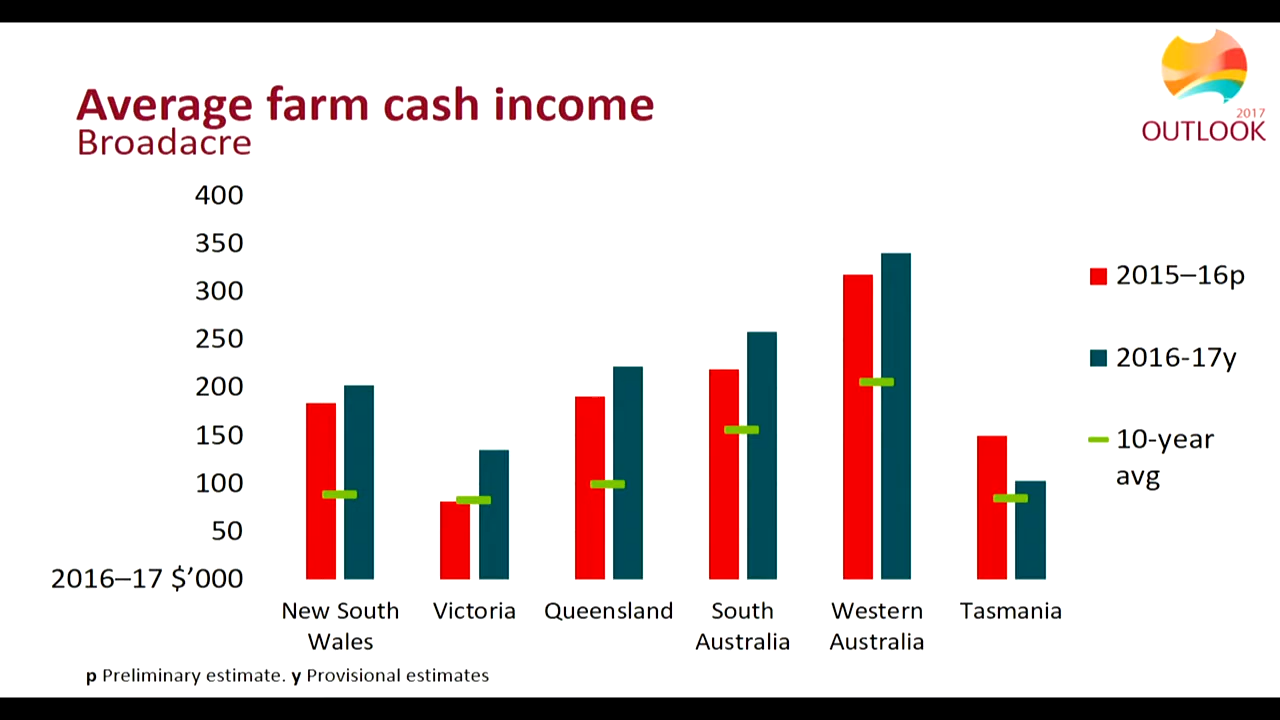 2017
OUTLOOK
Average farm cash income
Broadacre
400
350
300
250
200
150
100
50
2016–17 $’000
New South
Wales
Victoria
Queensland
South
Australia
Western
Australia
Tasmania
2015–16p
2016-17y
10-year
avg
p Preliminary estimate. y Provisional estimates